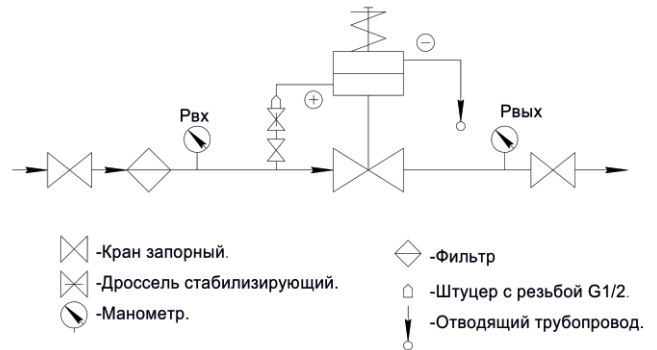 Рвх
Рвых
-Кран запорный.
-Дроссель стабилизирующий.
-Манометр.
-Фильтр
-Штуцер с резьбой G1/2.
-Отводящий трубопровод.